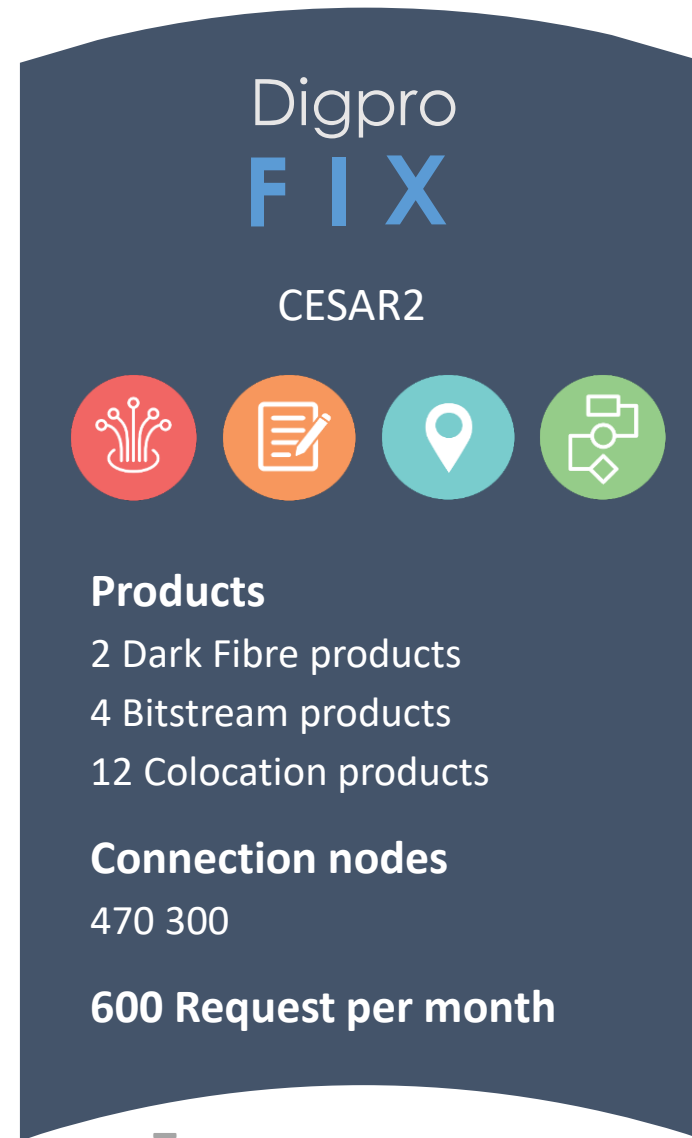 Digpro
FIX
CESAR2
Products
2 Dark Fibre products
4 Bitstream products
12 Colocation products
Connection nodes
470 300
600 Request per month